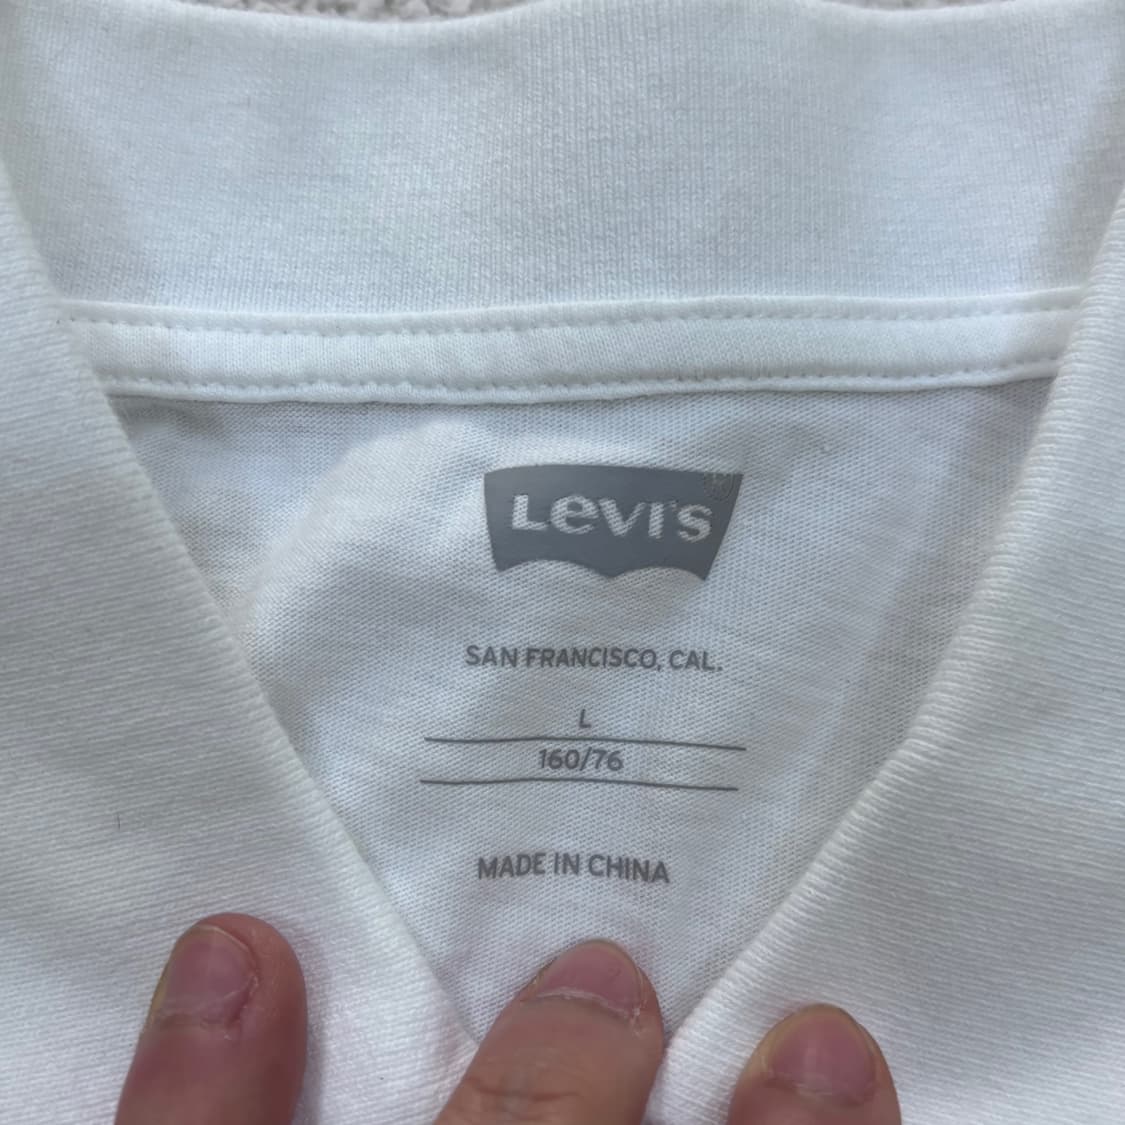 Levi's
SAN FRANCISCO, CAL.
L
160/76
MADE IN CHINA